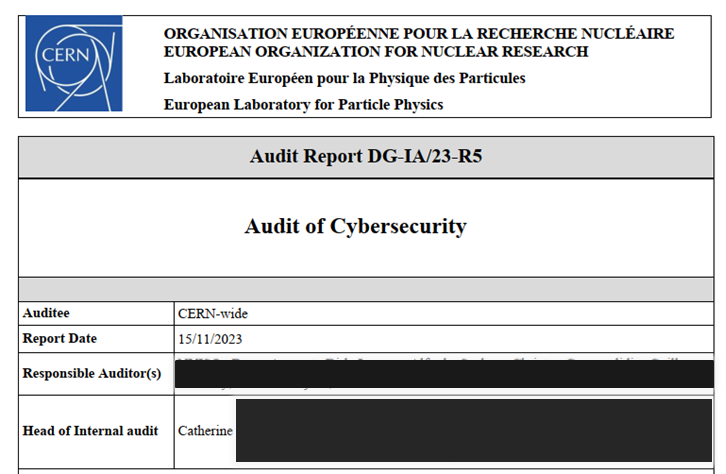 CERN
ORGANISATION EUROPÉENNE POUR LA RECHERCHE NUCLÉAIRE
EUROPEAN ORGANIZATION FOR NUCLEAR RESEARCH
Laboratoire Européen pour la Physique des Particules
European Laboratory for Particle Physics
Audit Report DG-IA/23-R5
Audit of Cybersecurity
Auditee CERN-wide
Report Date 15/11/2023
Responsible Auditor(s)
Head of Internal audit Catherine